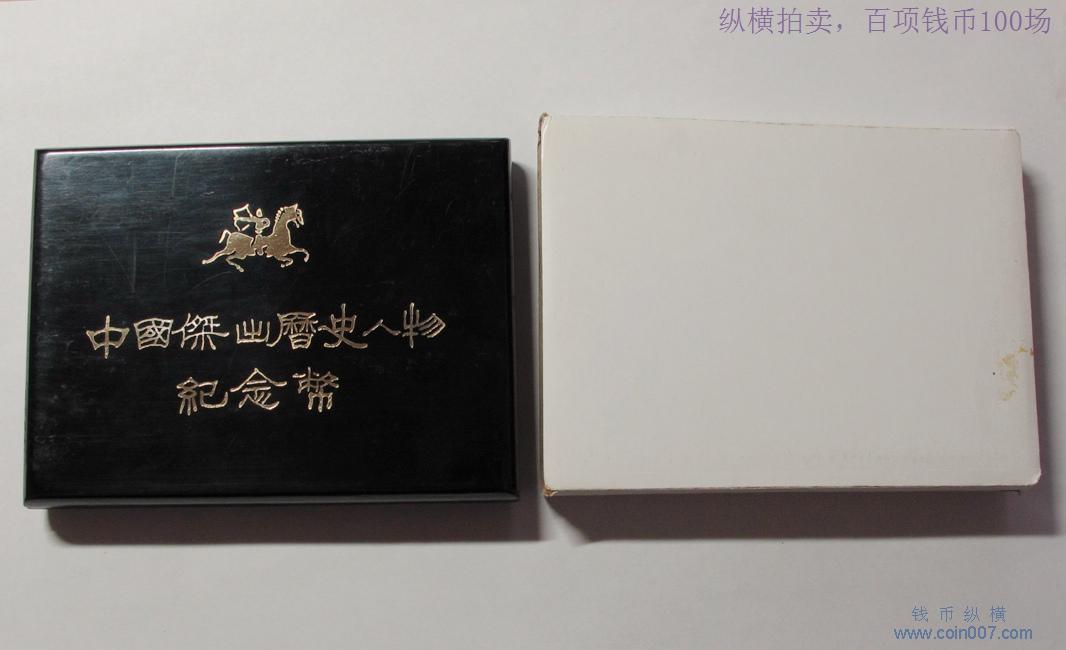 纵横拍卖，百项钱币100场
中國傑出曆史人物
紀念幣
钱币纵横
www.coin007.com